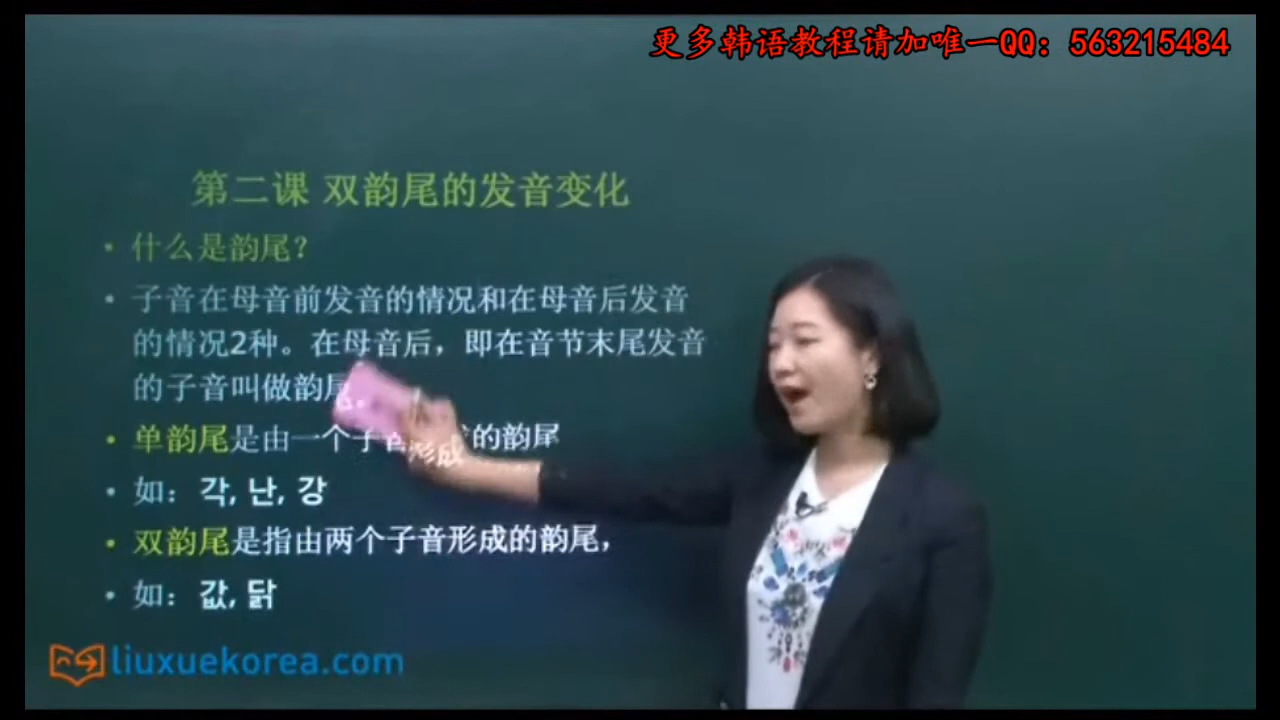 更多韩语教程请加唯一QQ：563215484
第二课 双韵尾的发音变化
• 什么是韵尾？
• 子音在母音前发音的情况和在母音后发音
的情况2种。在母音后，即在音节末尾发音
的子音叫做韵尾。
• 单韵尾是由一个子音形成的韵尾
• 如：각, 난, 강
• 双韵尾是指由两个子音形成的韵尾，
• 如：값, 닭
liuxuekorea.com